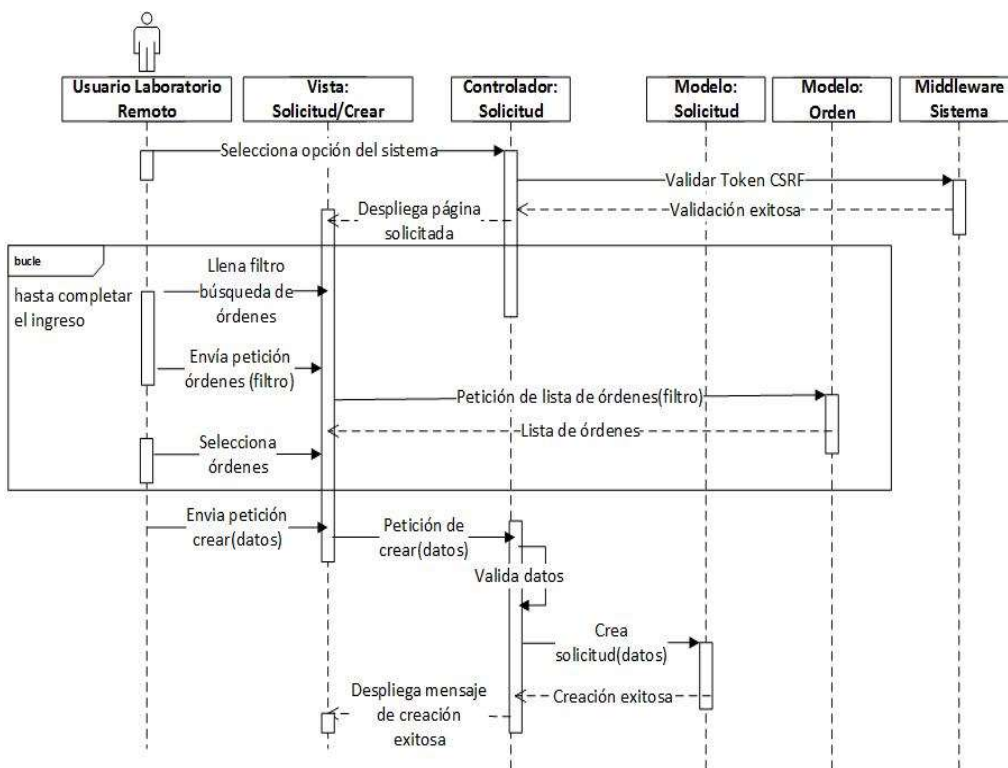 Usuario Laboratorio
Remoto
Vista:
Solicitud/Crear
Controlador:
Solicitud
Modelo:
Solicitud
Modelo:
Orden
Middleware
Sistema
Selecciona opción del sistema
Validar Token CSRF
Validación exitosa
Despliega página
solicitada
bucle
hasta completar
el ingreso
Llena filtro
búsqueda de
órdenes
Envía petición
órdenes (filtro)
Petición de lista de órdenes(filtro)
Lista de órdenes
Selecciona
órdenes
Envia petición
crear(datos)
Petición de
crear(datos)
Valida datos
Crea
solicitud(datos)
Creación exitosa
Despliega mensaje
de creación
exitosa